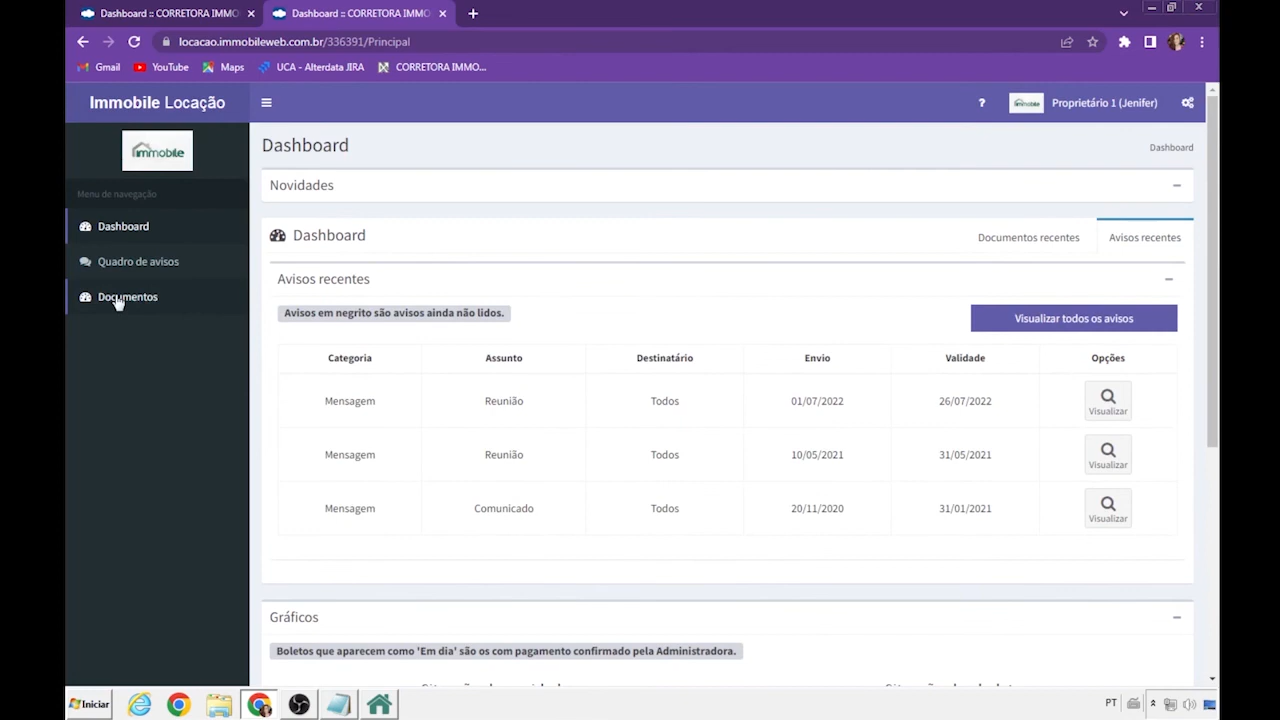 Dashboard :: CORRETORA IMMO
Dashboard :: CORRETORA IMMO
locacao.immobileweb.com.br/336391/Principal
Gmail
YouTube
Maps
UCA - Alterdata JIRA
CORRETORA IMMO...
Immobile Locação
?
immobile
Proprietário 1 (Jenifer)
immobile
Menu de navegação
Dashboard
Quadro de avisos
Documentos
Dashboard
Dashboard
Novidades
Dashboard
Documentos recentes
Avisos recentes
Avisos recentes
Avisos em negrito são avisos ainda não lidos.
Visualizar todos os avisos
Categoria Assunto Destinatário Envio Validade Opções
Mensagem Reunião Todos 01/07/2022 26/07/2022 Visualizar
Mensagem Reunião Todos 10/05/2021 31/05/2021 Visualizar
Mensagem Comunicado Todos 20/11/2020 31/01/2021 Visualizar
Gráficos
Boletos que aparecem como 'Em dia' são os com pagamento confirmado pela Administradora.
Iniciar
PT